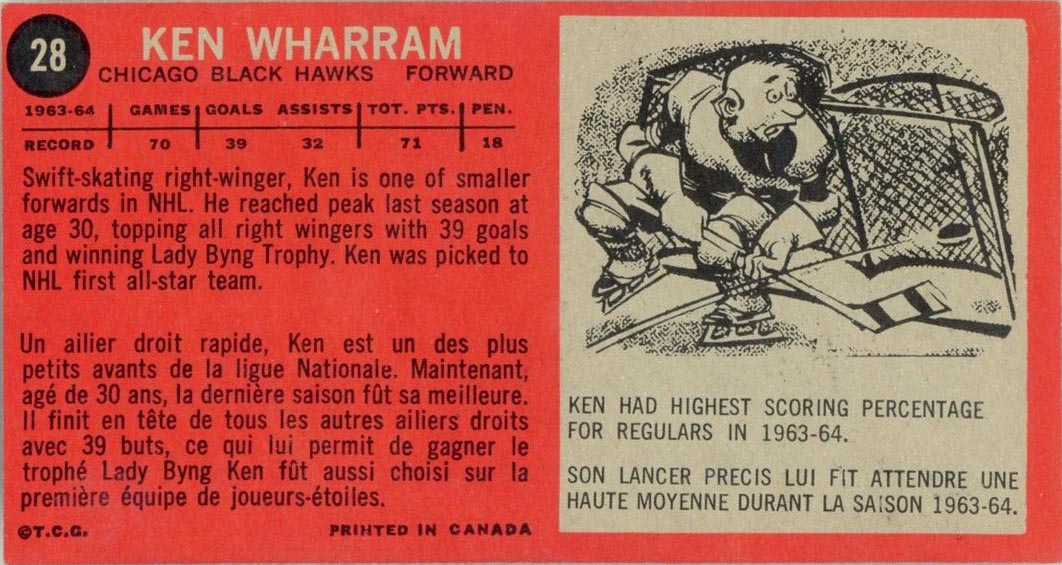 28
KEN WHARRAM
CHICAGO BLACK HAWKS FORWARD
1963-64 GAMES GOALS ASSISTS TOT. PTS. PEN.
RECORD 70 39 32 71 18
Swift-skating right-winger, Ken is one of smaller
forwards in NHL. He reached peak last season at
age 30, topping all right wingers with 39 goals
and winning Lady Byng Trophy. Ken was picked to
NHL first all-star team.
Un ailier droit rapide, Ken est un des plus
petits avants de la ligue Nationale. Maintenant,
agé de 30 ans, la dernière saison fût sa meilleure.
Il finit en tête de tous les autres ailiers droits
avec 39 buts, ce qui lui permit de gagner le
trophé Lady Byng Ken fût aussi choisi sur la
première équipe de joueurs-étoiles.
©T.C.G. PRINTED IN CANADA
KEN HAD HIGHEST SCORING PERCENTAGE
FOR REGULARS IN 1963-64.
SON LANCER PRECIS LUI FIT ATTENDRE UNE
HAUTE MOYENNE DURANT LA SAISON 1963-64.